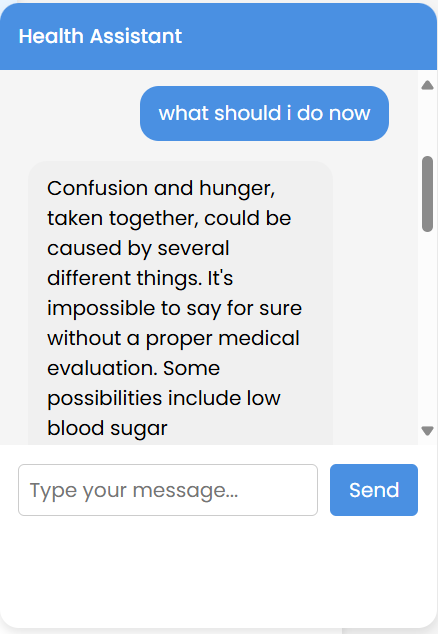 Health Assistant
what should i do now
Confusion and hunger,
taken together, could be
caused by several
different things. It's
impossible to say for sure
without a proper medical
evaluation. Some
possibilities include low
blood sugar
Type your message...
Send